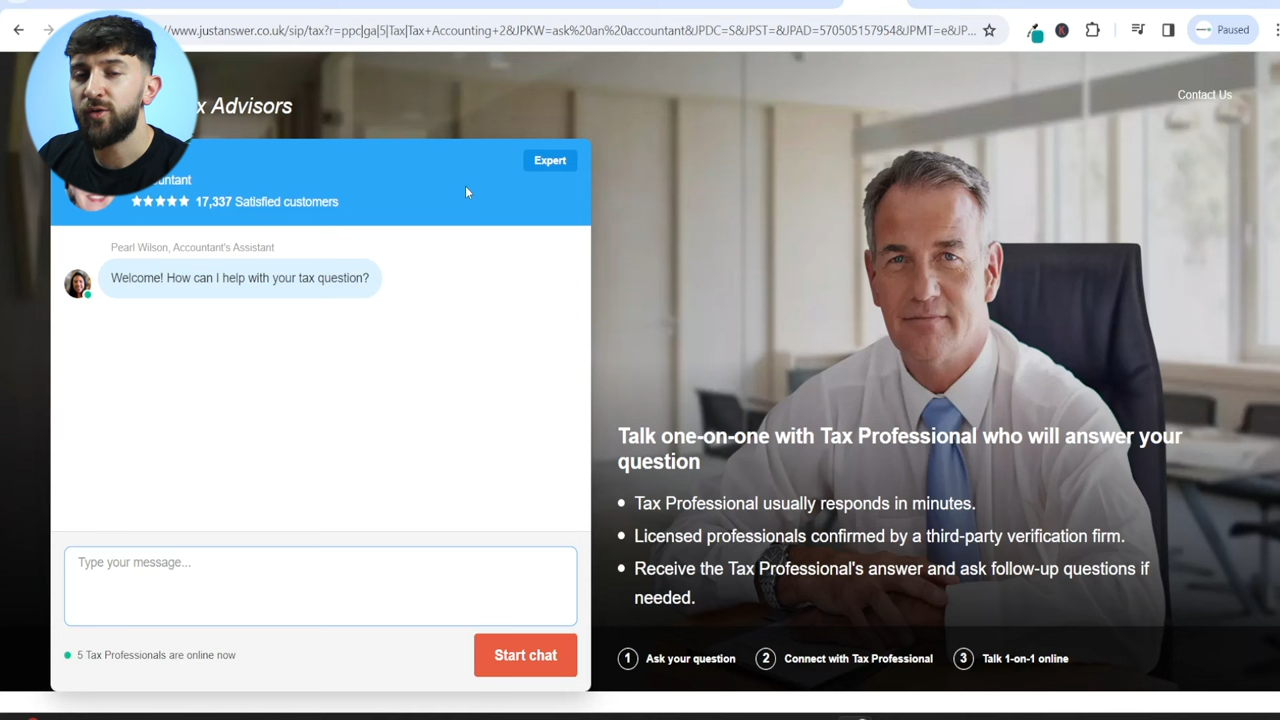 //www.justanswer.co.uk/sip/tax?r=ppc|ga|5|Tax|Tax+Accounting+2&JPKW=ask%20an%20accountant&JPDC=S&JPST=&JPAD=5705051579548&JPMT=e&JP...
Paused
x Advisors
Contact Us
Expert
untant
17,337 Satisfied customers
Pearl Wilson, Accountant's Assistant
Welcome! How can I help with your tax question?
Talk one-on-one with Tax Professional who will answer your
question
Tax Professional usually responds in minutes.
Licensed professionals confirmed by a third-party verification firm.
Receive the Tax Professional's answer and ask follow-up questions if
needed.
Type your message...
5 Tax Professionals are online now
Start chat
1 Ask your question 2 Connect with Tax Professional 3 Talk 1-on-1 online